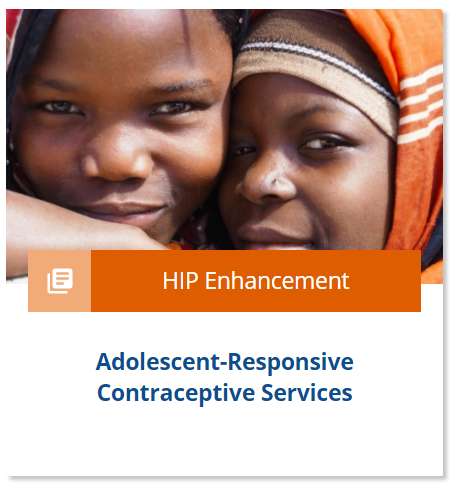 HIP Enhancement
Adolescent-Responsive
Contraceptive Services